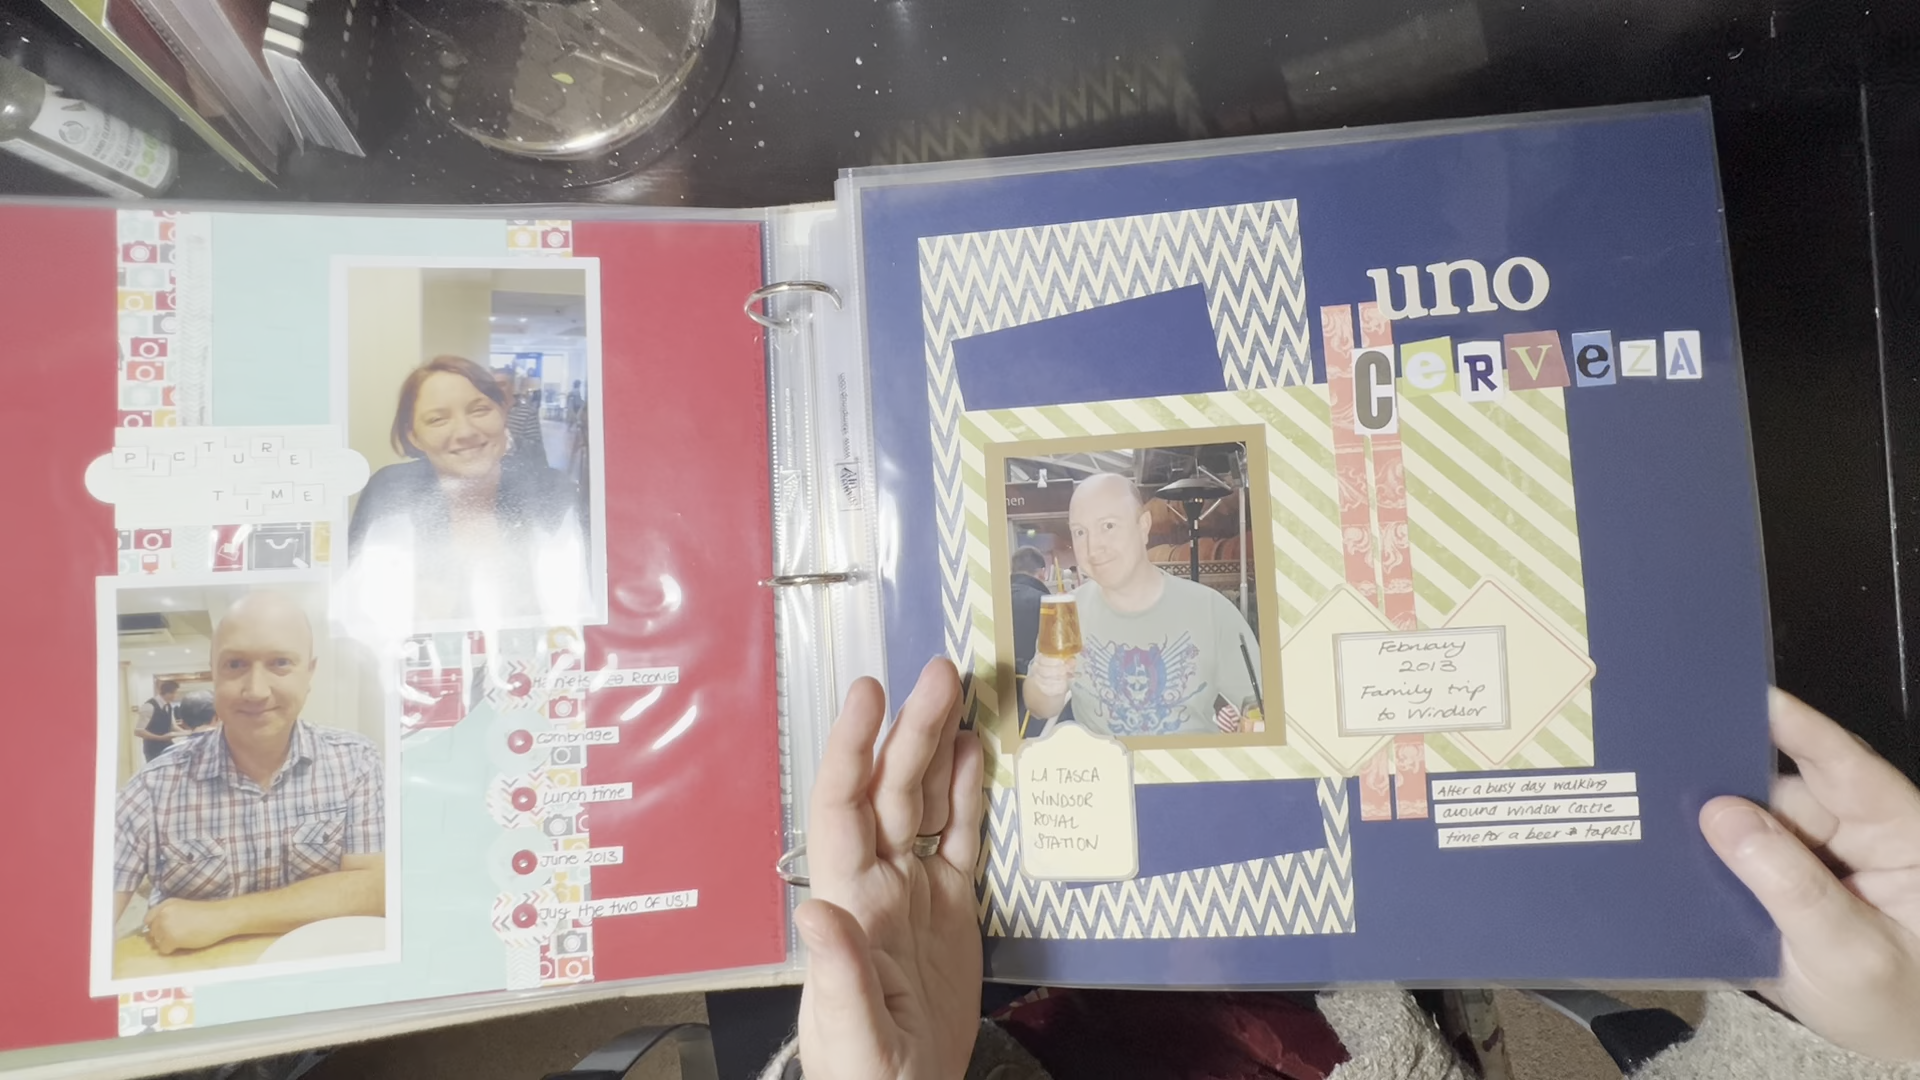 PICTURE
TIME
TEA ROOMS
Cambridge
Lunch time
June 2013
Just the two of us!
uno
CerVeZA
February
2013
Family trip
to Windsor
LA TASCA
WINDSOR
ROYAL
STATION
After a busy day walking
around Windsor Castle
time for a beer & tapas!